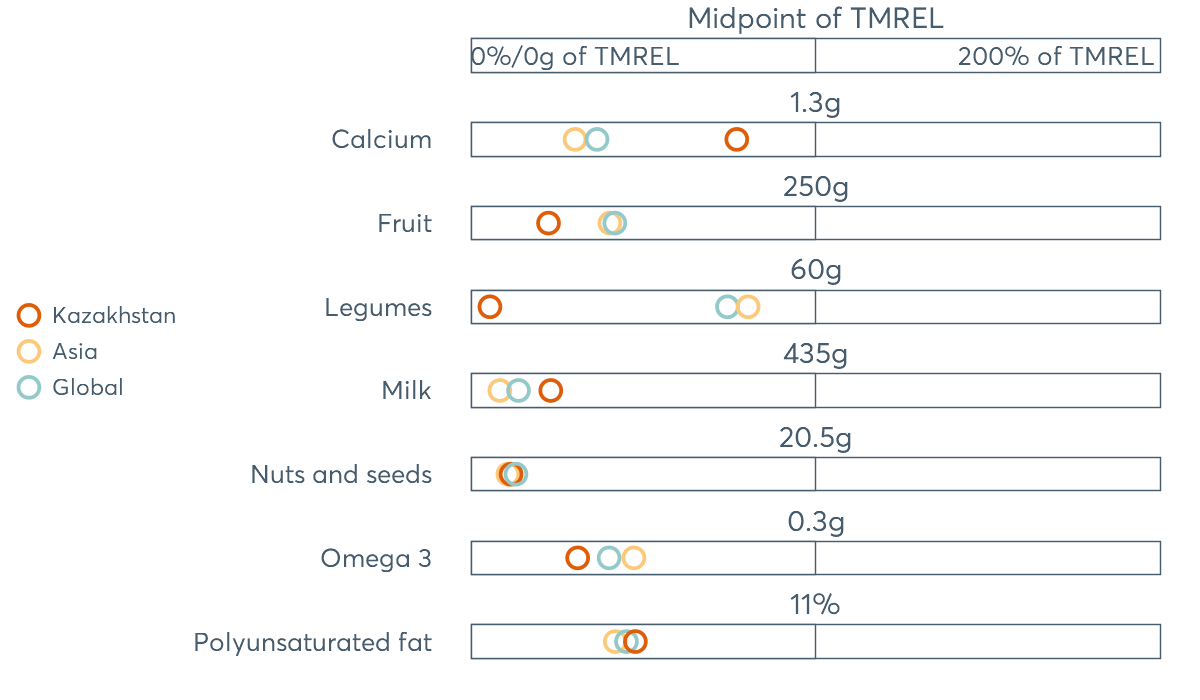 Midpoint of TMREL
0%/0g of TMREL 200% of TMREL
1.3g
Calcium
250g
Fruit
60g
Legumes
Kazakhstan
Asia
Global
435g
Milk
20.5g
Nuts and seeds
0.3g
Omega 3
11%
Polyunsaturated fat